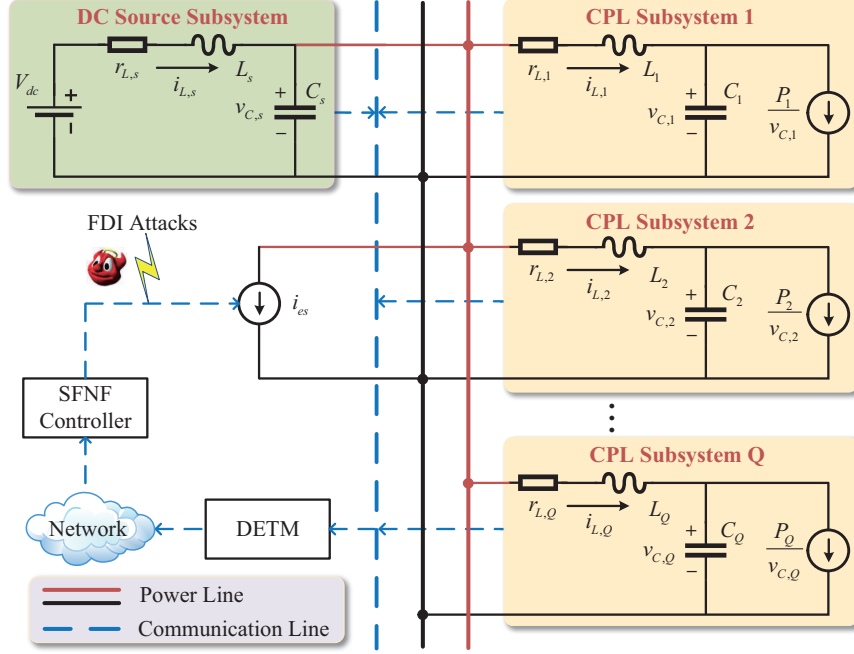 DC Source Subsystem
V_dc
+
-
r_{L,s}
i_{L,s}
L_s
+
v_{C,s}
-
C_s
CPL Subsystem 1
r_{L,1}
i_{L,1}
L_1
+
v_{C,1}
-
C_1
P_1
v_{C,1}
FDI Attacks
i_{es}
SFNF
Controller
Network
DETM
CPL Subsystem 2
r_{L,2}
i_{L,2}
L_2
+
v_{C,2}
-
C_2
P_2
v_{C,2}
⋮
CPL Subsystem Q
r_{L,Q}
i_{L,Q}
L_Q
+
v_{C,Q}
-
C_Q
P_Q
v_{C,Q}
Power Line
Communication Line